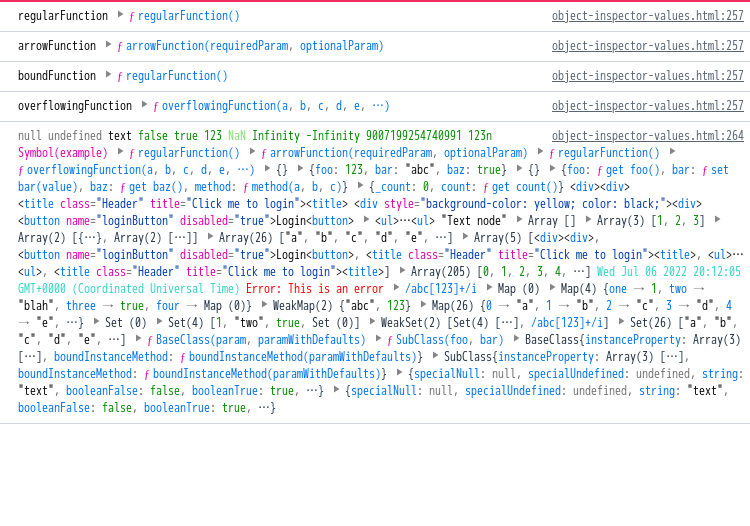 regularFunction ▶ ƒ regularFunction() object-inspector-values.html:257
arrowFunction ▶ ƒ arrowFunction(requiredParam, optionalParam) object-inspector-values.html:257
boundFunction ▶ ƒ regularFunction() object-inspector-values.html:257
overflowingFunction ▶ ƒ overflowingFunction(a, b, c, d, e, …) object-inspector-values.html:257
null undefined text false true 123 NaN Infinity -Infinity 9007199254740991 123n object-inspector-values.html:264
Symbol(example) ▶ ƒ regularFunction() ▶ ƒ arrowFunction(requiredParam, optionalParam) ▶ ƒ regularFunction() ▶
ƒ overflowingFunction(a, b, c, d, e, …) ▶ {} ▶ {foo: 123, bar: "abc", baz: true} ▶ {} ▶ {foo: ƒ get foo(), bar: ƒ set
bar(value), baz: ƒ get baz(), method: ƒ method(a, b, c)} ▶ {_count: 0, count: ƒ get count()} <div><div>
<title class="Header" title="Click me to login"><title> <div style="background-color: yellow; color: black;"><div>
<button name="loginButton" disabled="true">Login<button> ▶ <ul>…<ul> "Text node" ▶ Array [] ▶ Array(3) [1, 2, 3] ▶
Array(2) [{…}, Array(2) […]] ▶ Array(26) ["a", "b", "c", "d", "e", …] ▶ Array(5) [<div><div>,
<button name="loginButton" disabled="true">Login<button>, <title class="Header" title="Click me to login"><title>, <ul>…
<ul>, <title class="Header" title="Click me to login"><title>] ▶ Array(205) [0, 1, 2, 3, 4, …] Wed Jul 06 2022 20:12:05
GMT+0000 (Coordinated Universal Time) Error: This is an error ▶ /abc[123]+/i ▶ Map (0) ▶ Map(4) {one → 1, two →
"blah", three → true, four → Map (0)} ▶ WeakMap(2) {"abc", 123} ▶ Map(26) {0 → "a", 1 → "b", 2 → "c", 3 → "d", 4
→ "e", …} ▶ Set (0) ▶ Set(4) [1, "two", true, Set (0)] ▶ WeakSet(2) [Set(4) […], /abc[123]+/i] ▶ Set(26) ["a", "b",
"c", "d", "e", …] ▶ ƒ BaseClass(param, paramWithDefaults) ▶ ƒ SubClass(foo, bar) ▶ BaseClass{instanceProperty: Array(3)
[…], boundInstanceMethod: ƒ boundInstanceMethod(paramWithDefaults)} ▶ SubClass{instanceProperty: Array(3) […],
boundInstanceMethod: ƒ boundInstanceMethod(paramWithDefaults)} ▶ {specialNull: null, specialUndefined: undefined, string:
"text", booleanFalse: false, booleanTrue: true, …} ▶ {specialNull: null, specialUndefined: undefined, string: "text",
booleanFalse: false, booleanTrue: true, …}